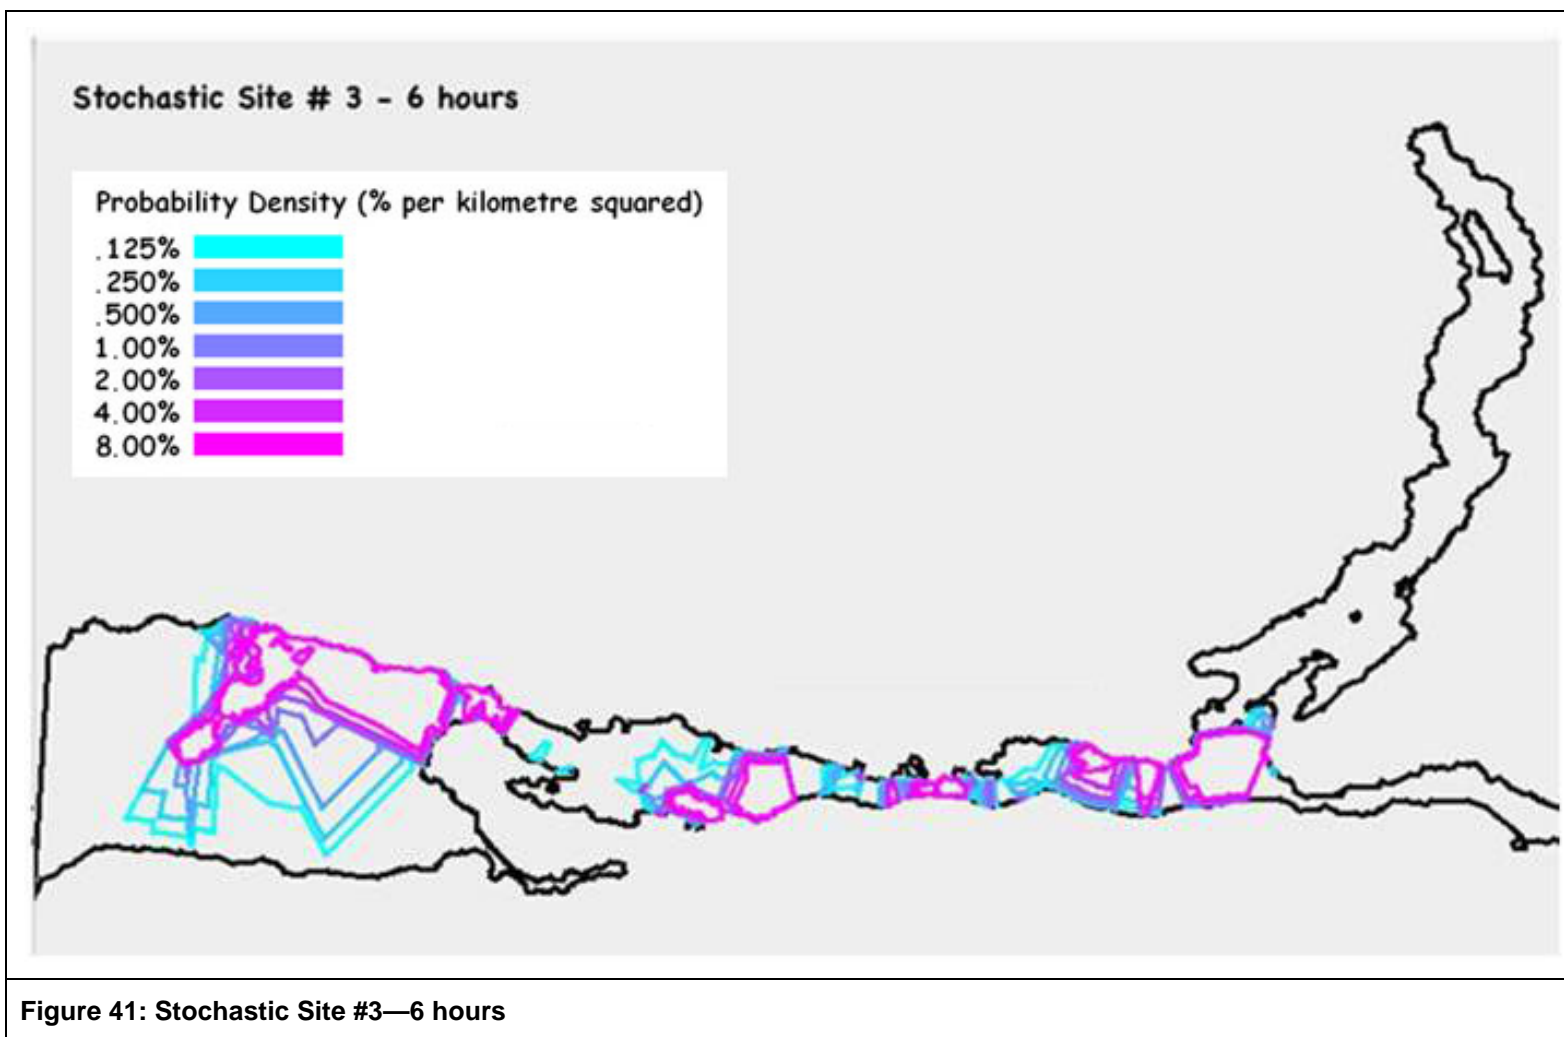 Stochastic Site # 3 - 6 hours
Probability Density (% per kilometre squared)
.125%
.250%
.500%
1.00%
2.00%
4.00%
8.00%
Figure 41: Stochastic Site #3—6 hours